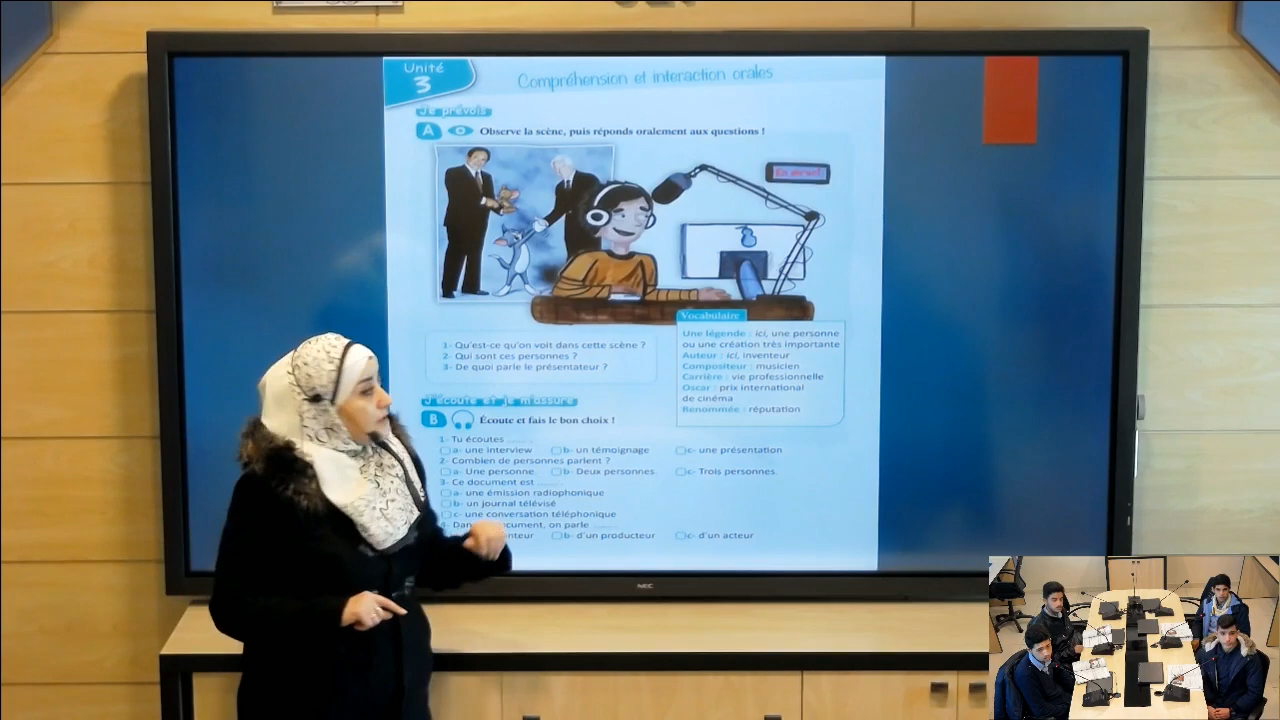 Unité
3
Compréhension et interaction orales
Je prévois
A Observe la scène, puis réponds oralement aux questions !
En direct
1- Qu'est-ce qu'on voit dans cette scène ?
2- Qui sont ces personnes ?
3- De quoi parle le présentateur ?
Vocabulaire
Une légende : ici, une personne
ou une création très importante
Auteur : ici, inventeur
Compositeur : musicien
Carrière : vie professionnelle
Oscar : prix international
de cinéma
Renommée : réputation
J'écoute et je m'assure
B Écoute et fais le bon choix !
1- Tu écoutes ........
a- une interview b- un témoignage c- une présentation
2- Combien de personnes parlent ?
a- Une personne b- Deux personnes c- Trois personnes
3- Ce document est ........
a- une émission radiophonique
b- un journal télévisé
c- une conversation téléphonique
on parle ........
b- d'un producteur c- d'un acteur
NEC